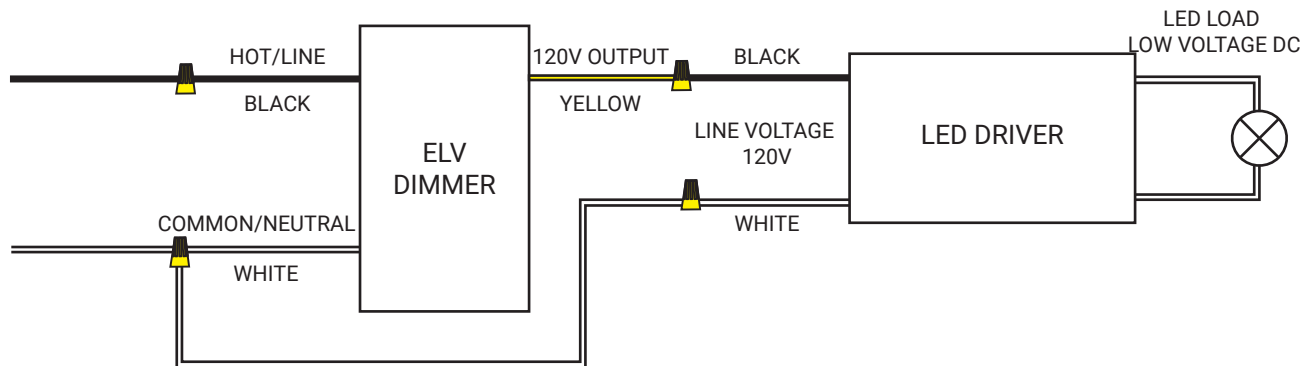 HOT/LINE
BLACK
COMMON/NEUTRAL
WHITE
ELV
DIMMER
120V OUTPUT
YELLOW
BLACK
LINE VOLTAGE
120V
WHITE
LED DRIVER
LED LOAD
LOW VOLTAGE DC